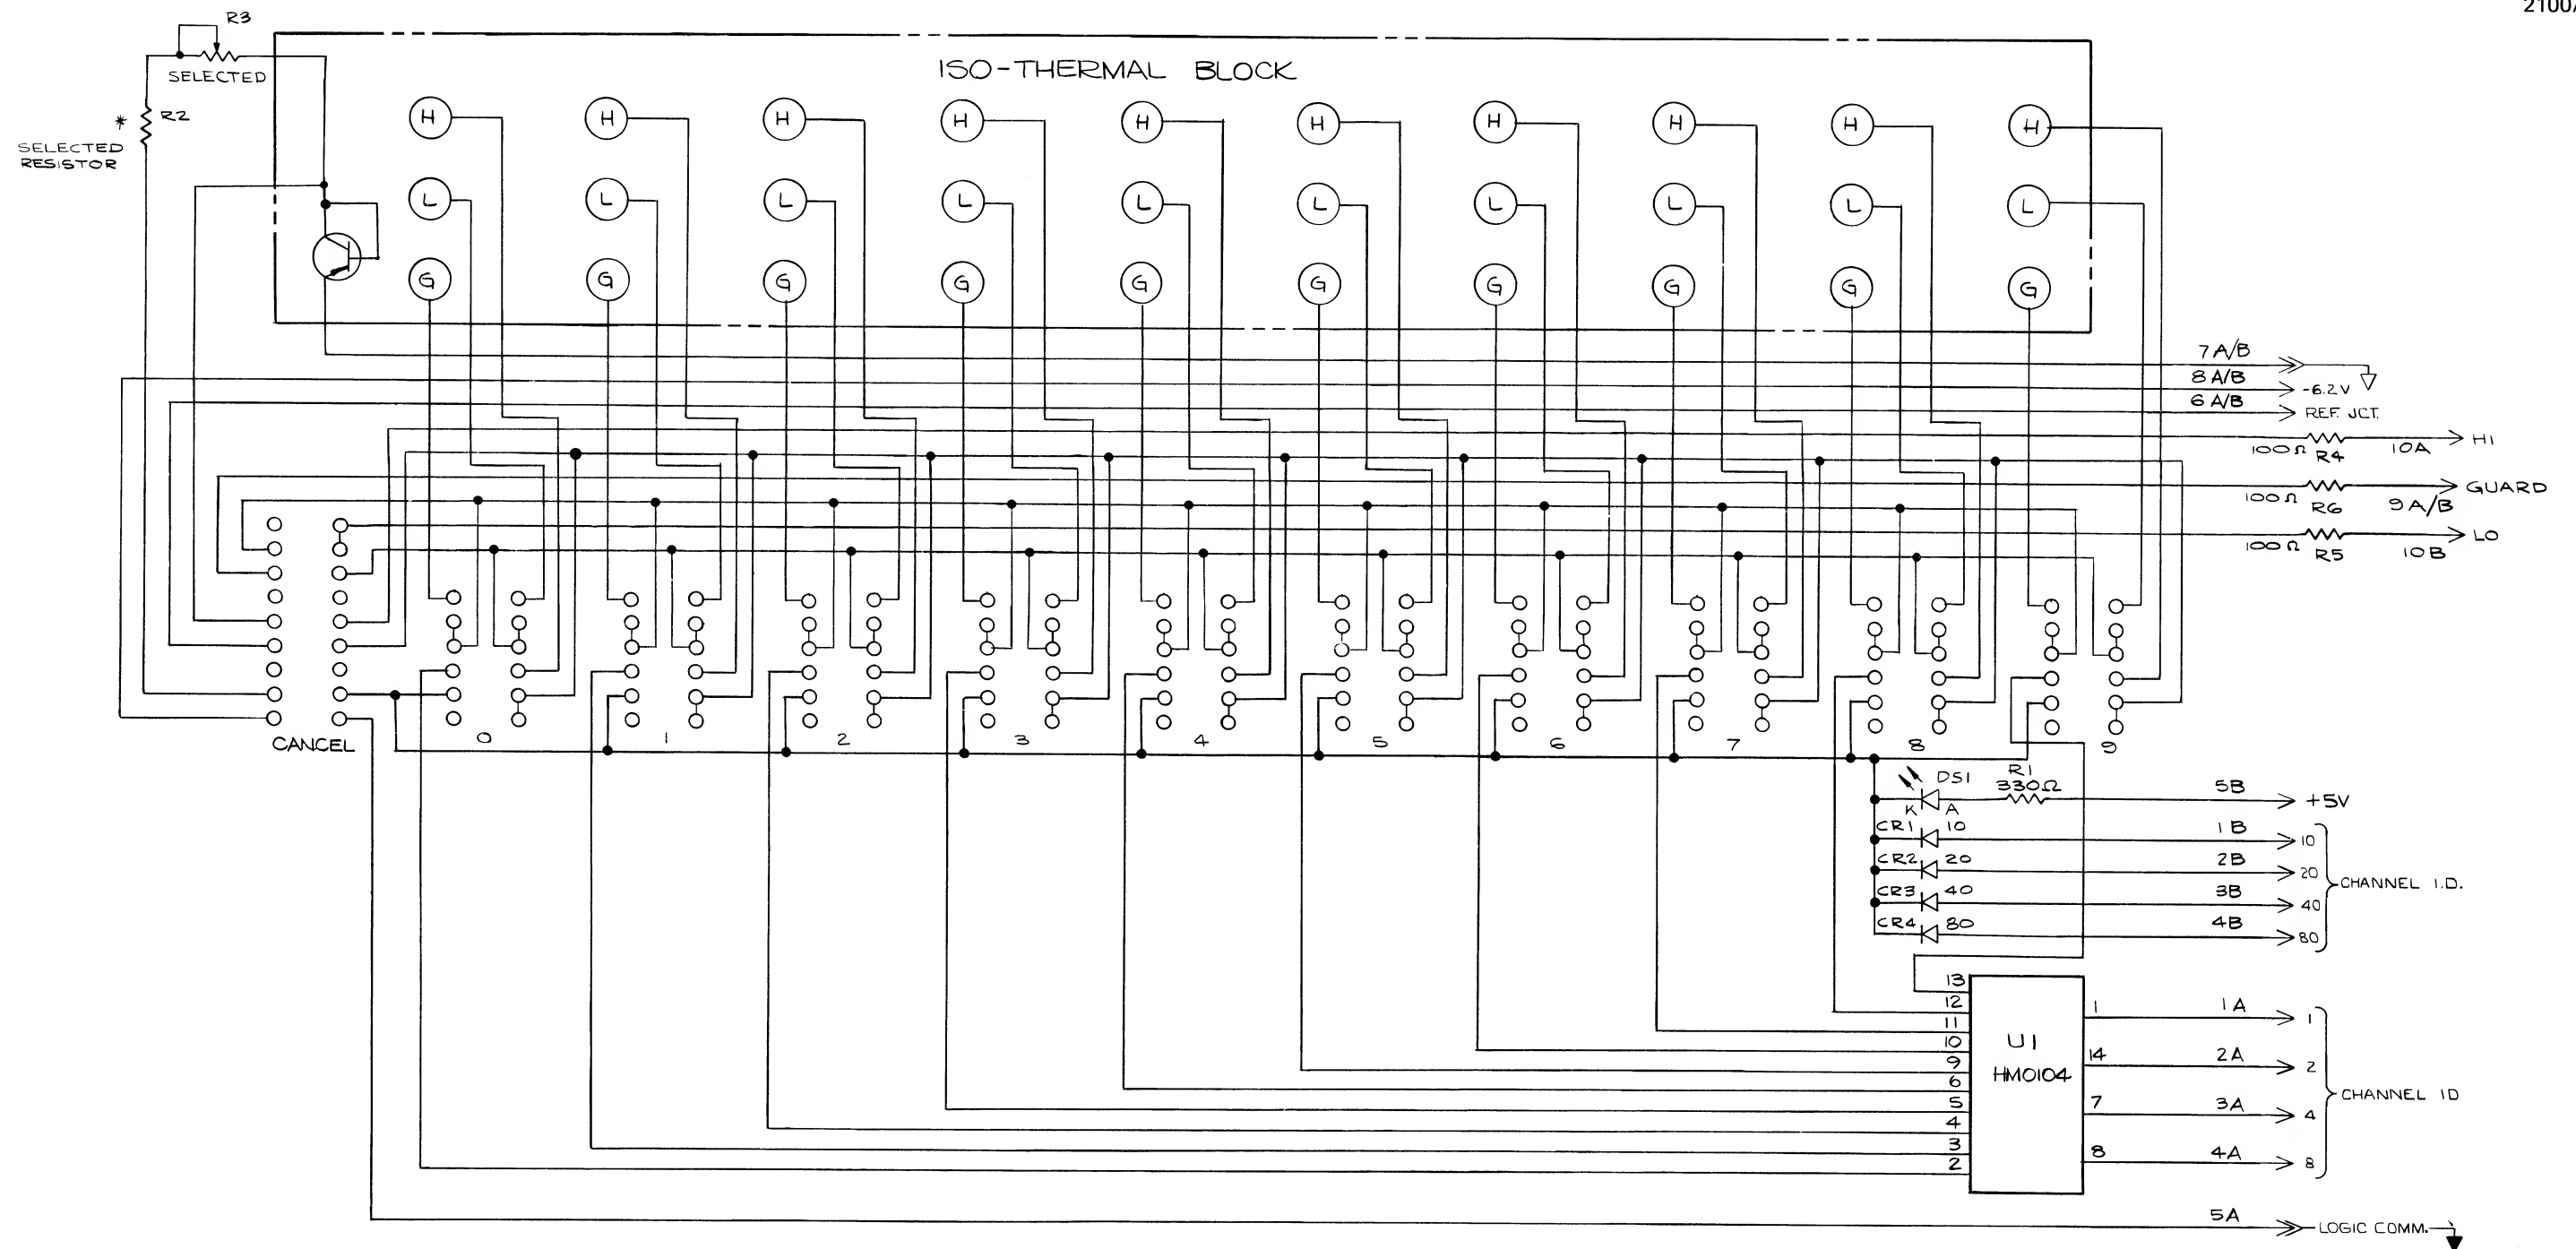 2100
R3
SELECTED
ISO-THERMAL BLOCK
* R2
SELECTED
RESISTOR
H H H H H H H H H H
L L L L L L L L L L
G G G G G G G G G G
7A/B
8A/B -6.2V
6A/B REF. JCT.
100Ω R4 10A HI
100Ω R6 9A/B GUARD
100Ω R5 10B LO
CANCEL 0 1 2 3 4 5 6 7 8 9
DS1 R1 330Ω 5B +5V
K A
CR1 10 1B 10
CR2 20 2B 20
CR3 40 3B 40
CR4 80 4B 80
CHANNEL I.D.
13
12
11
10
9
6
5
4
3
2
U1
HM0104
1 1A 1
14 2A 2
7 3A 4
8 4A 8
CHANNEL ID
5A LOGIC COMM.